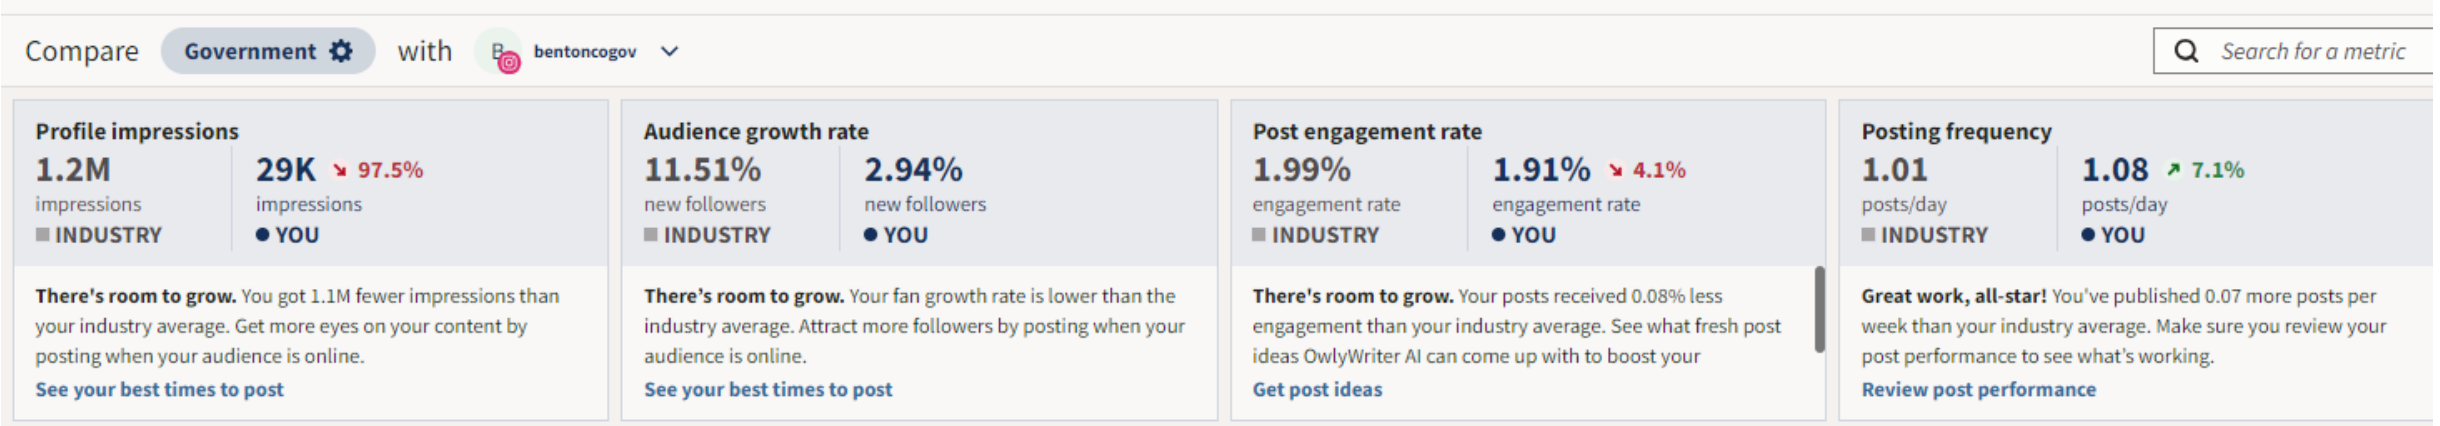 Compare Government with B bentoncogov
Search for a metric
Profile impressions
1.2M
impressions
INDUSTRY
29K 97.5%
impressions
YOU
There's room to grow. You got 1.1M fewer impressions than
your industry average. Get more eyes on your content by
posting when your audience is online.
See your best times to post
Audience growth rate
11.51%
new followers
INDUSTRY
2.94%
new followers
YOU
There’s room to grow. Your fan growth rate is lower than the
industry average. Attract more followers by posting when your
audience is online.
See your best times to post
Post engagement rate
1.99%
engagement rate
INDUSTRY
1.91% 4.1%
engagement rate
YOU
There's room to grow. Your posts received 0.08% less
engagement than your industry average. See what fresh post
ideas OwlyWriter AI can come up with to boost your
Get post ideas
Posting frequency
1.01
posts/day
INDUSTRY
1.08 7.1%
posts/day
YOU
Great work, all-star! You've published 0.07 more posts per
week than your industry average. Make sure you review your
post performance to see what’s working.
Review post performance